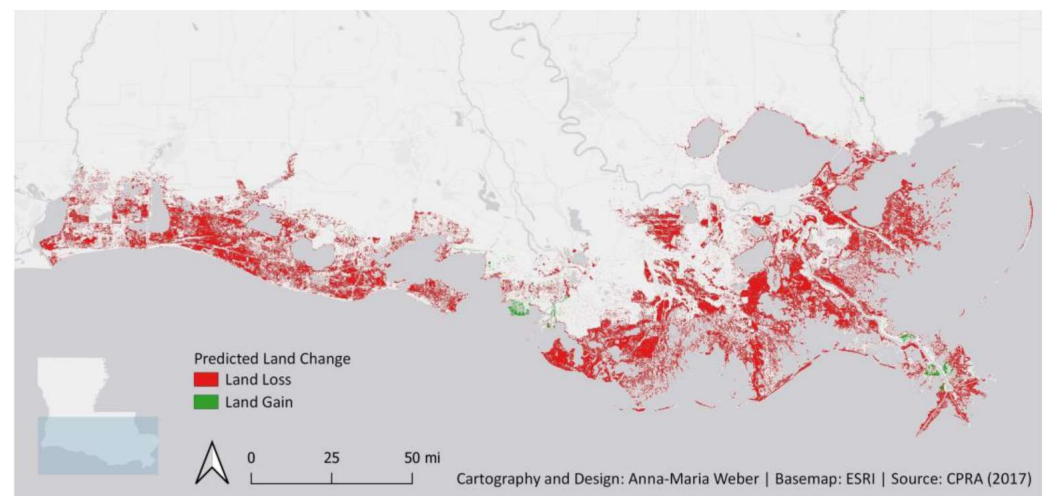 Predicted Land Change
Land Loss
Land Gain
0 25 50 mi
Cartography and Design: Anna-Maria Weber | Basemap: ESRI | Source: CPRA (2017)